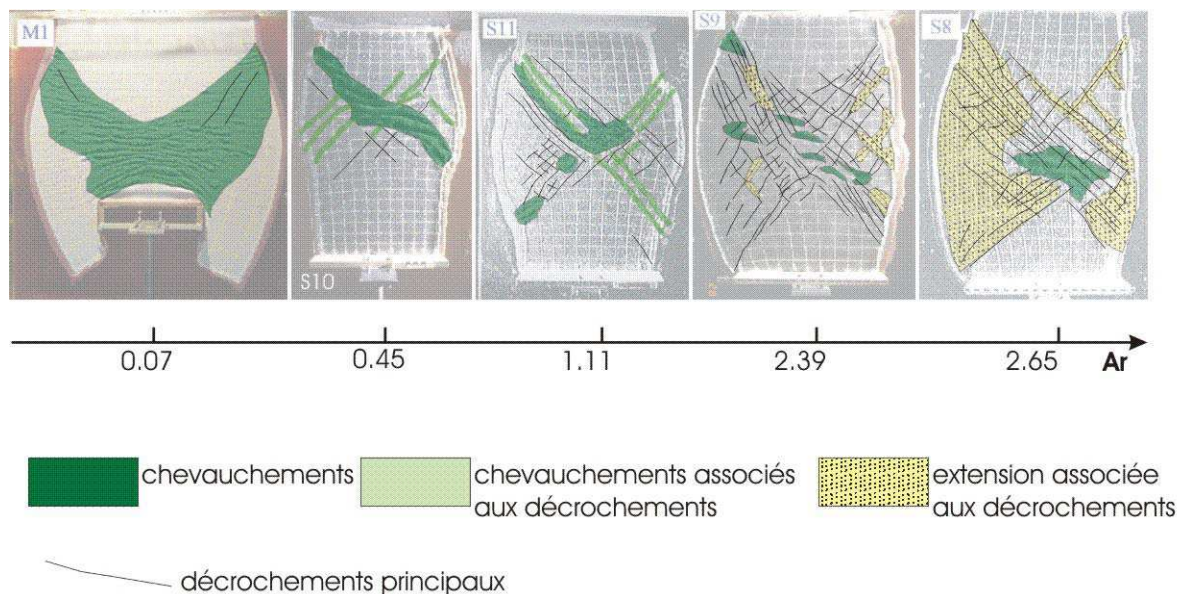 M1
S10
S11
S9
S8
0.07
0.45
1.11
2.39
2.65
Ar
chevauchements
chevauchements associés
aux décrochements
extension associée
aux décrochements
décrochements principaux